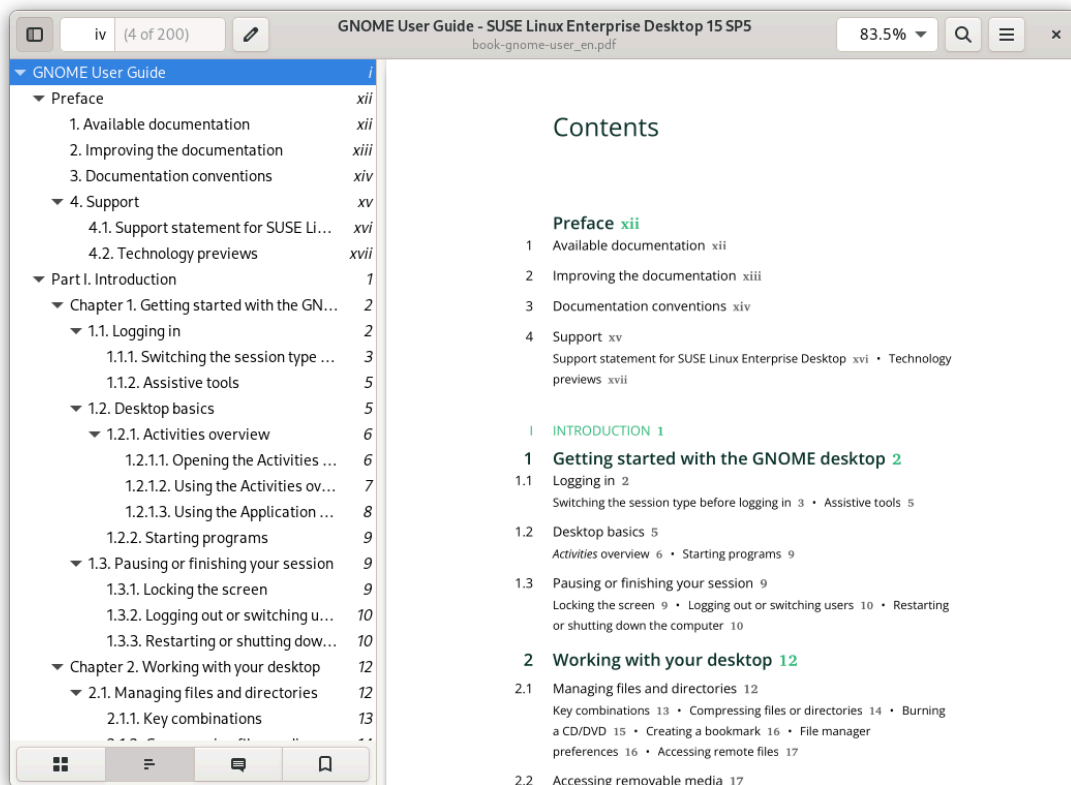 iv (4 of 200)
GNOME User Guide - SUSE Linux Enterprise Desktop 15 SP5
book-gnome-user_en.pdf
83.5%
GNOME User Guide i
Preface xii
1. Available documentation xii
2. Improving the documentation xiii
3. Documentation conventions xiv
4. Support xv
4.1. Support statement for SUSE Li... xvi
4.2. Technology previews xvii
Part I. Introduction 1
Chapter 1. Getting started with the GN... 2
1.1. Logging in 2
1.1.1. Switching the session type ... 3
1.1.2. Assistive tools 5
1.2. Desktop basics 5
1.2.1. Activities overview 6
1.2.1.1. Opening the Activities ... 6
1.2.1.2. Using the Activities ov... 7
1.2.1.3. Using the Application ... 8
1.2.2. Starting programs 9
1.3. Pausing or finishing your session 9
1.3.1. Locking the screen 9
1.3.2. Logging out or switching u... 10
1.3.3. Restarting or shutting dow... 10
Chapter 2. Working with your desktop 12
2.1. Managing files and directories 12
2.1.1. Key combinations 13
Contents
Preface xii
1 Available documentation xii
2 Improving the documentation xiii
3 Documentation conventions xiv
4 Support xv
Support statement for SUSE Linux Enterprise Desktop xvi • Technology
previews xvii
I INTRODUCTION 1
1 Getting started with the GNOME desktop 2
1.1 Logging in 2
Switching the session type before logging in 3 • Assistive tools 5
1.2 Desktop basics 5
Activities overview 6 • Starting programs 9
1.3 Pausing or finishing your session 9
Locking the screen 9 • Logging out or switching users 10 • Restarting
or shutting down the computer 10
2 Working with your desktop 12
2.1 Managing files and directories 12
Key combinations 13 • Compressing files or directories 14 • Burning
a CD/DVD 15 • Creating a bookmark 16 • File manager
preferences 16 • Accessing remote files 17
2.2 Accessing removable media 17